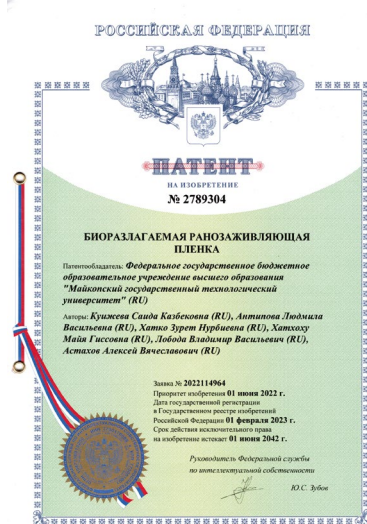 РОССИЙСКАЯ ФЕДЕРАЦИЯ
ПАТЕНТ
НА ИЗОБРЕТЕНИЕ
№ 2789304
БИОРАЗЛАГАЕМАЯ РАНОЗАЖИВЛЯЮЩАЯ
ПЛЕНКА
Патентообладатель: Федеральное государственное бюджетное
образовательное учреждение высшего образования
"Майкопский государственный технологический
университет" (RU)
Авторы: Куижева Саида Казбековна (RU), Антипова Людмила
Васильевна (RU), Хатко Зурет Нурбиевна (RU), Хатхоху
Майя Гиссовна (RU), Лобода Владимир Васильевич (RU),
Астахов Алексей Вячеславович (RU)
Заявка № 2022114964
Приоритет изобретения 01 июня 2022 г.
Дата государственной регистрации
в Государственном реестре изобретений
Российской Федерации 01 февраля 2023 г.
Срок действия исключительного права
на изобретение истекает 01 июня 2042 г.
Руководитель Федеральной службы
по интеллектуальной собственности
Ю.С. Зубов